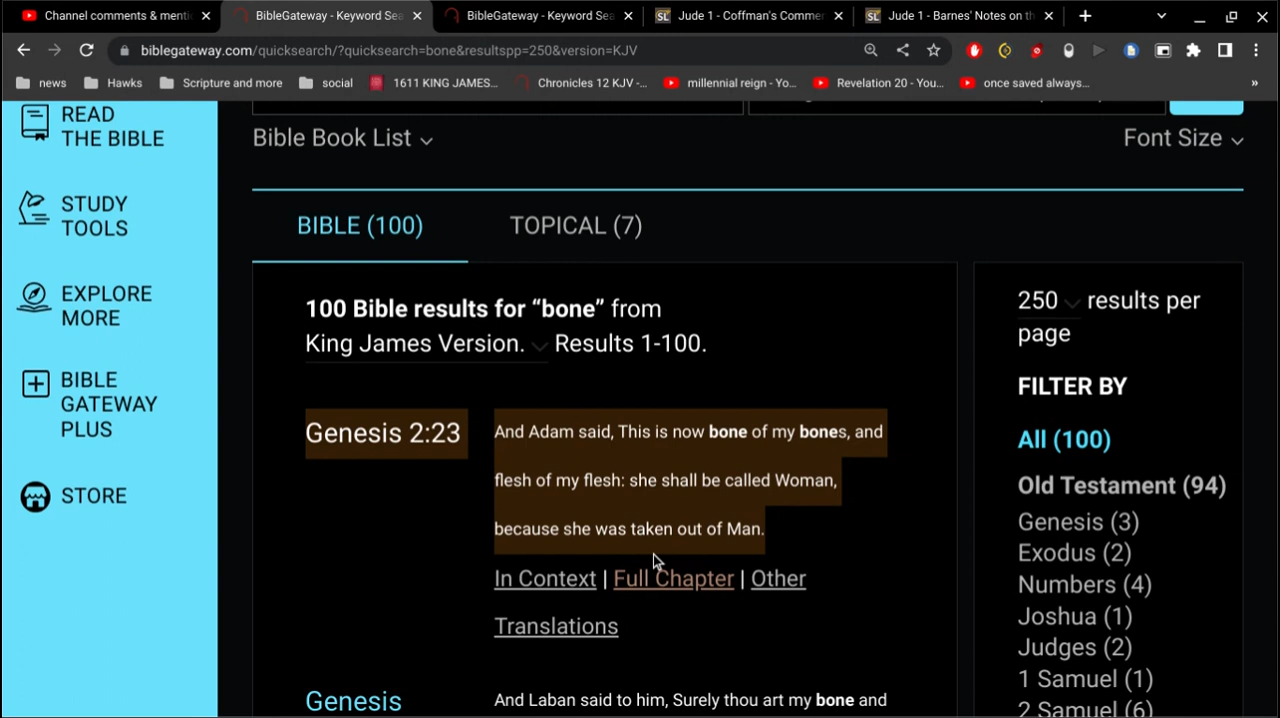 Channel comments & menti
BibleGateway - Keyword Sea
BibleGateway - Keyword Sea
SL Jude 1 - Coffman's Comme
SL Jude 1 - Barnes' Notes on th
biblegateway.com/quicksearch/?quicksearch=bone&resultspp=250&version=KJV
news
Hawks
Scripture and more
social
1611 KING JAMES...
Chronicles 12 KJV -...
millennial reign - Yo...
Revelation 20 - You...
once saved always...
»
READ
THE BIBLE
STUDY
TOOLS
EXPLORE
MORE
BIBLE
GATEWAY
PLUS
STORE
Bible Book List
Font Size
BIBLE (100)
TOPICAL (7)
100 Bible results for “bone” from
King James Version. Results 1-100.
Genesis 2:23
And Adam said, This is now bone of my bones, and
flesh of my flesh: she shall be called Woman,
because she was taken out of Man.
In Context | Full Chapter | Other
Translations
Genesis
And Laban said to him, Surely thou art my bone and
250 results per
page
FILTER BY
All (100)
Old Testament (94)
Genesis (3)
Exodus (2)
Numbers (4)
Joshua (1)
Judges (2)
1 Samuel (1)
2 Samuel (6)